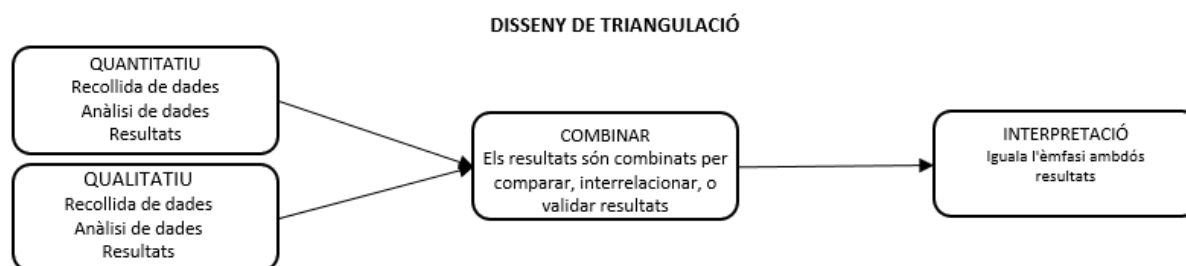 DISSENY DE TRIANGULACIÓ
QUANTITATIU
Recollida de dades
Anàlisi de dades
Resultats
QUALITATIU
Recollida de dades
Anàlisi de dades
Resultats
COMBINAR
Els resultats són combinats per
comparar, interrelacionar, o
validar resultats
INTERPRETACIÓ
Iguala l'èmfasi ambdós
resultats